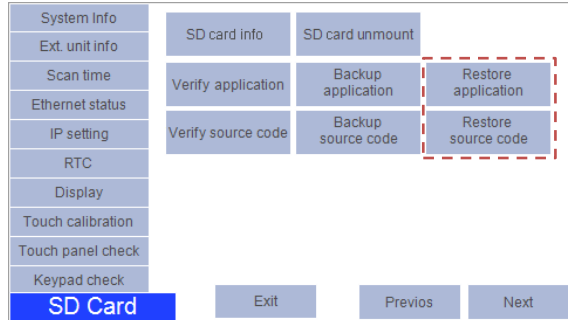 System Info
Ext. unit info
Scan time
Ethernet status
IP setting
RTC
Display
Touch calibration
Touch panel check
Keypad check
SD Card
SD card info
SD card unmount
Verify application
Backup
application
Restore
application
Verify source code
Backup
source code
Restore
source code
Exit
Previos
Next